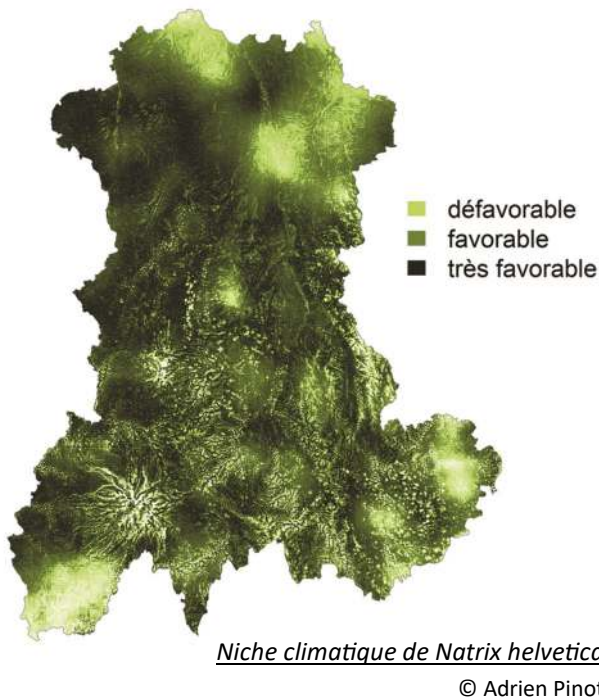 défavorable
favorable
très favorable
Niche climatique de Natrix helvetica
© Adrien Pinot